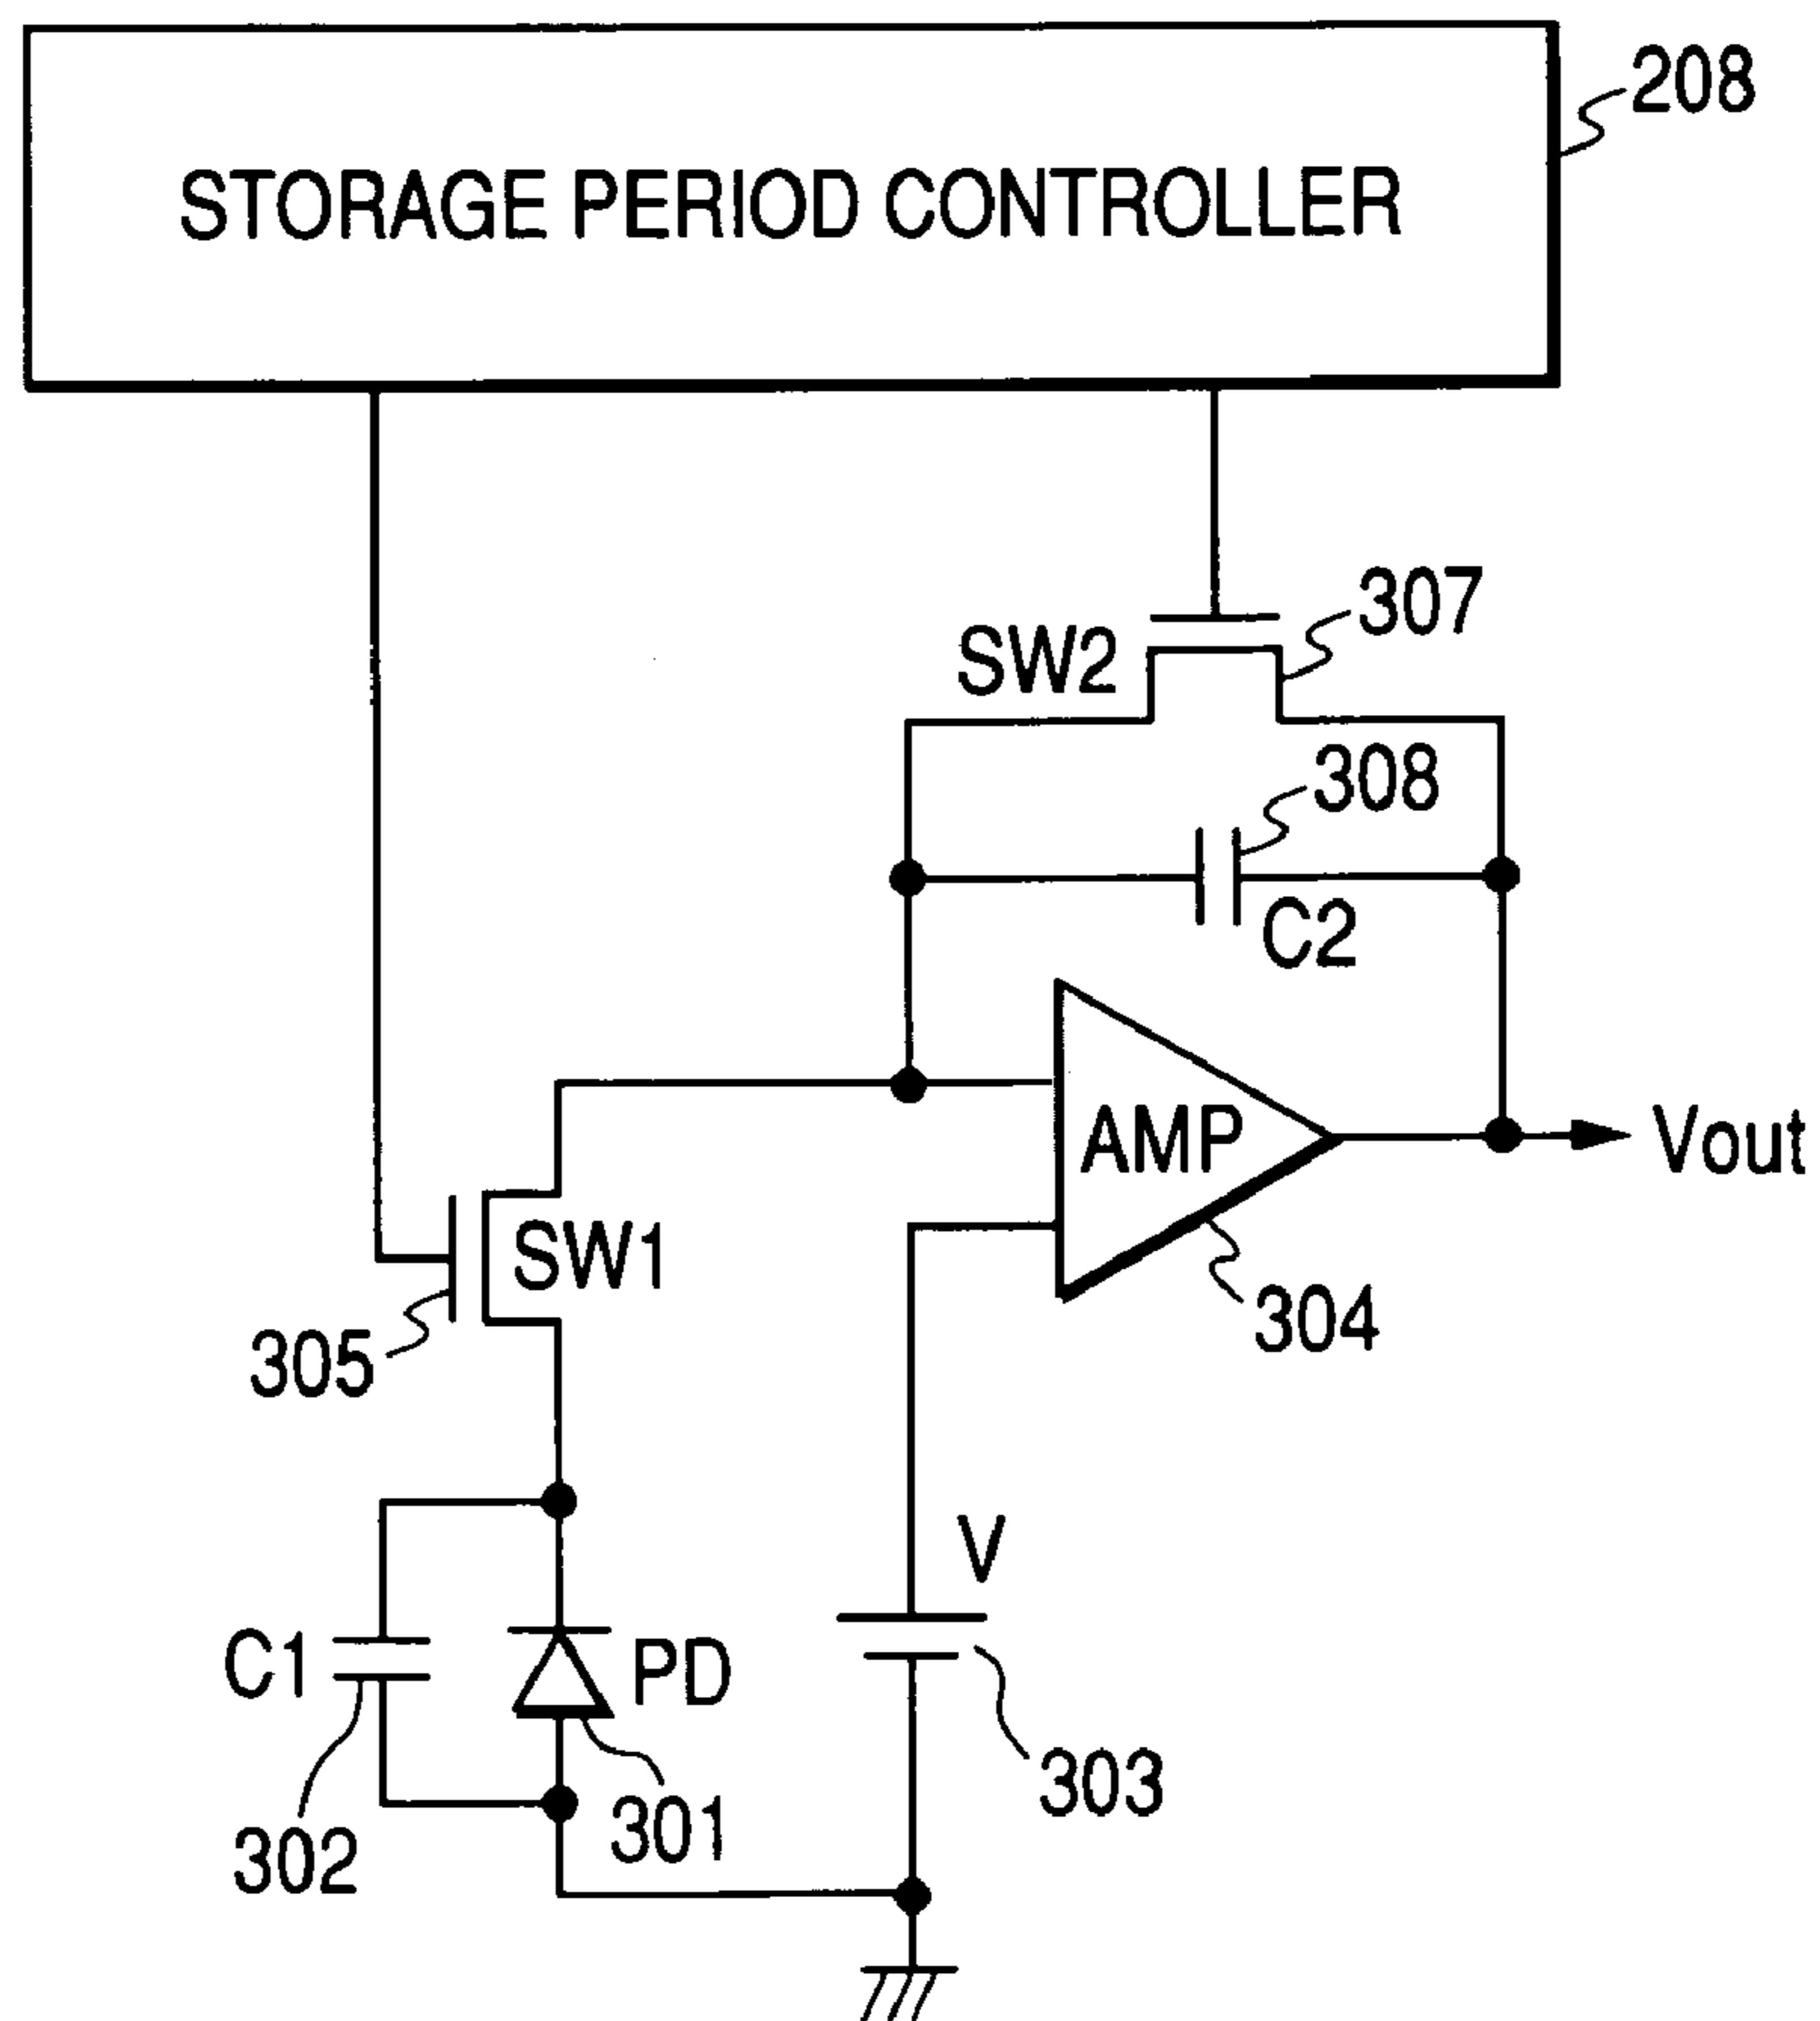 208
STORAGE PERIOD CONTROLLER
307
SW2
308
C2
AMP
Vout
SW1
304
305
V
C1
PD
303
301
302